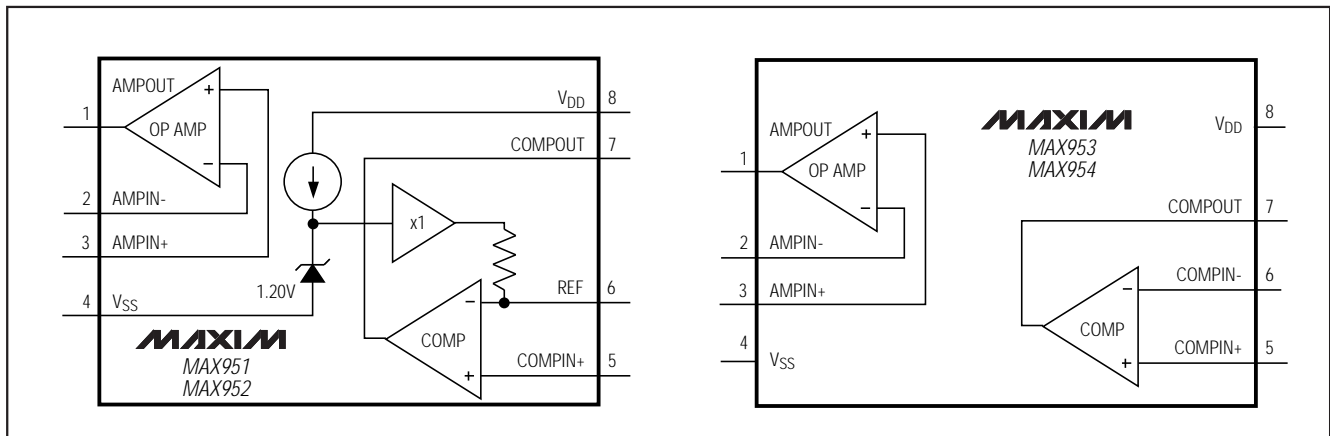 AMPOUT
+
1
OP AMP
−
2
AMPIN-
3
AMPIN+
4
VSS
1.20V
VDD
8
COMPOUT
7
x1
REF
6
−
COMP
+
COMPIN+
5
MAXIM
MAX951
MAX952
AMPOUT
+
1
OP AMP
−
2
AMPIN-
3
AMPIN+
4
VSS
MAXIM
MAX953
MAX954
VDD
8
COMPOUT
7
COMPIN-
6
−
COMP
+
COMPIN+
5